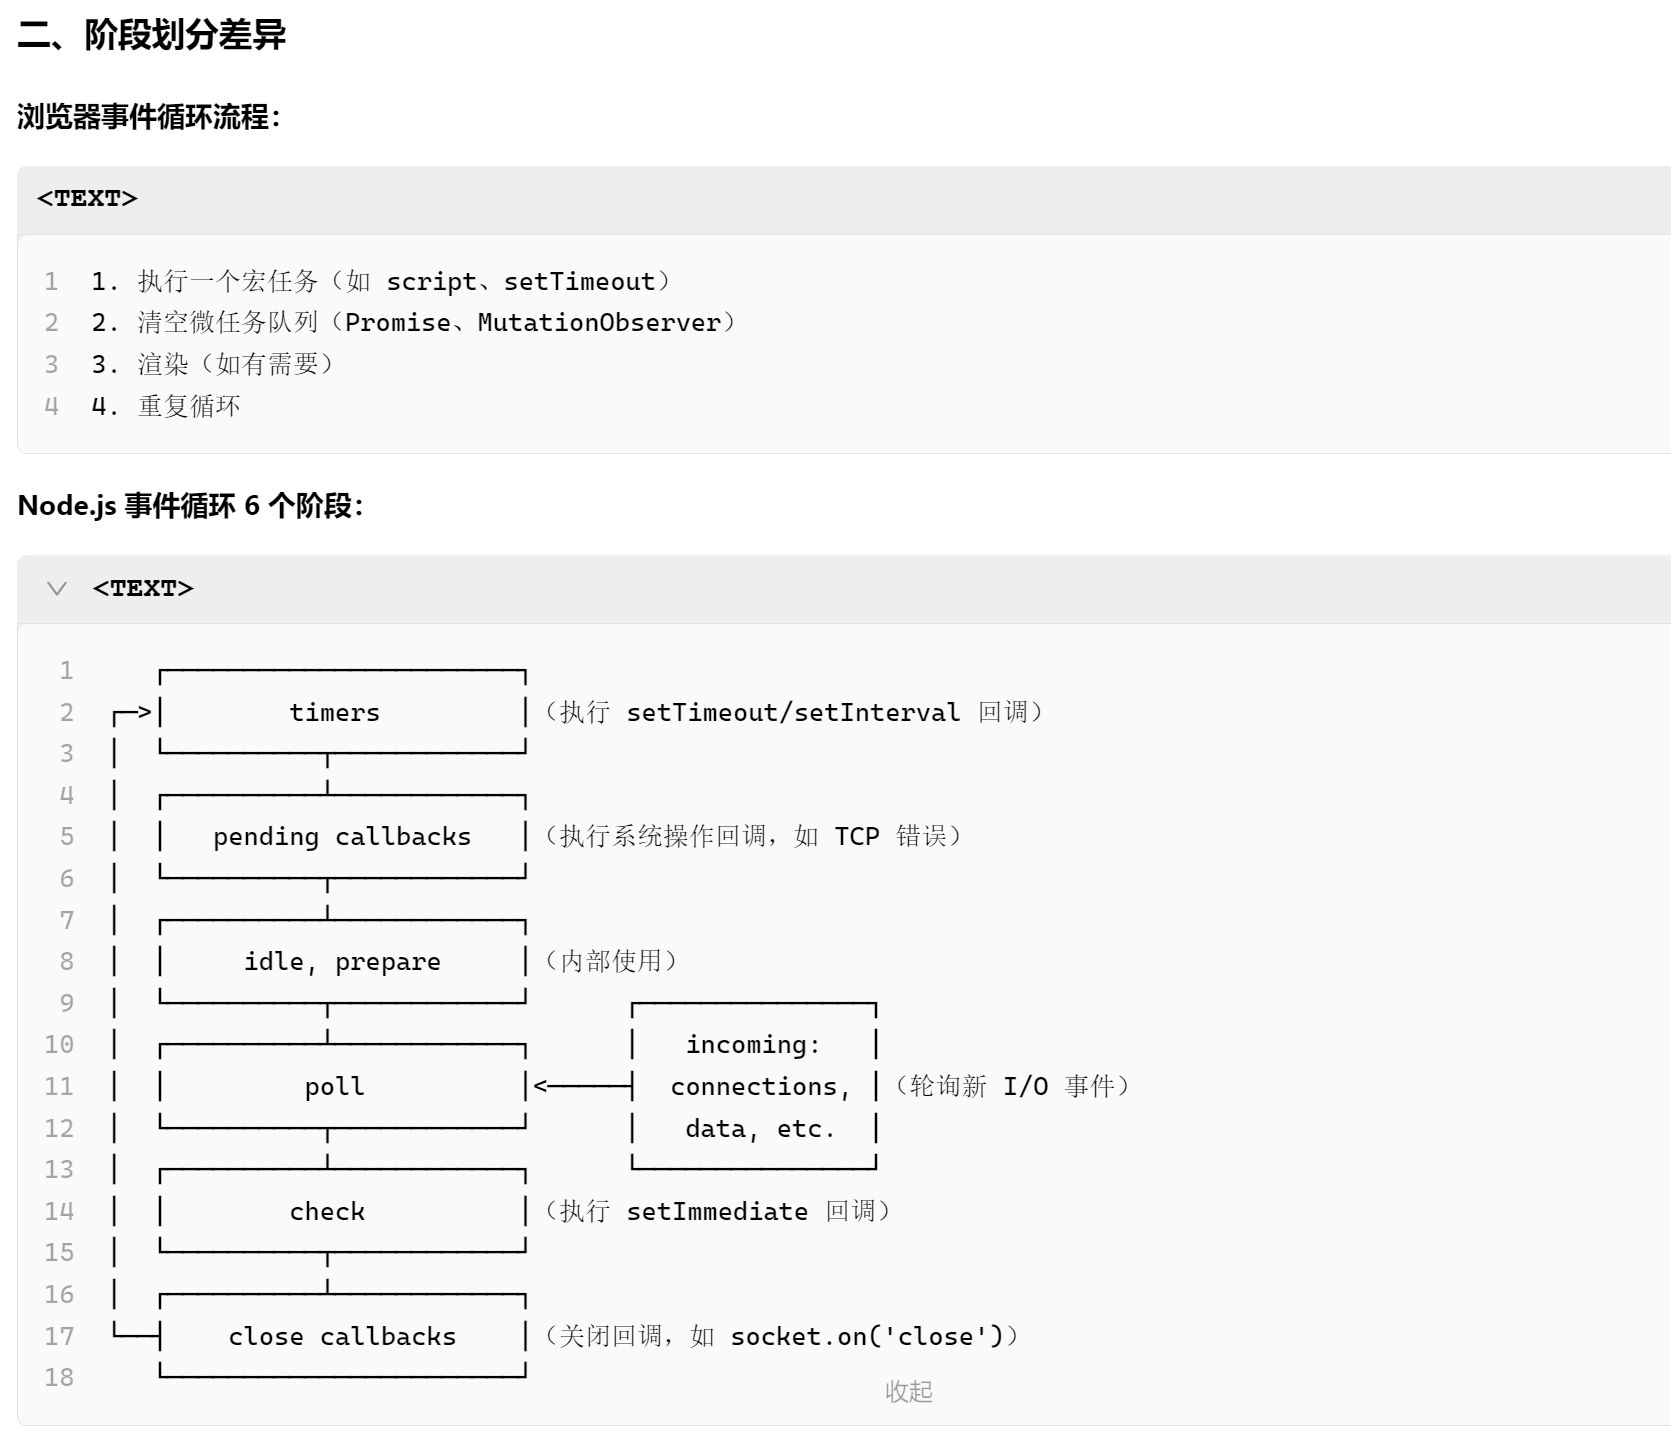 二、阶段划分差异
浏览器事件循环流程：
<TEXT>
1 1. 执行一个宏任务（如 script、setTimeout）
2 2. 清空微任务队列（Promise、MutationObserver）
3 3. 渲染（如有需要）
4 4. 重复循环
Node.js 事件循环 6 个阶段：
<TEXT>
1    ┌───────────────────────┐
2 ┌─>│        timers         │（执行 setTimeout/setInterval 回调）
3 │  └──────────┬────────────┘
4 │  ┌──────────┴────────────┐
5 │  │   pending callbacks   │（执行系统操作回调，如 TCP 错误）
6 │  └──────────┬────────────┘
7 │  ┌──────────┴────────────┐
8 │  │     idle, prepare     │（内部使用）
9 │  └──────────┬────────────┘      ┌───────────────┐
10 │  ┌──────────┴────────────┐      │   incoming:   │
11 │  │         poll          │<─────┤  connections, │（轮询新 I/O 事件）
12 │  └──────────┬────────────┘      │   data, etc.  │
13 │  ┌──────────┴────────────┐      └───────────────┘
14 │  │        check          │（执行 setImmediate 回调）
15 │  └──────────┬────────────┘
16 │  ┌──────────┴────────────┐
17 └──┤    close callbacks    │（关闭回调，如 socket.on('close')）
18    └───────────────────────┘
收起